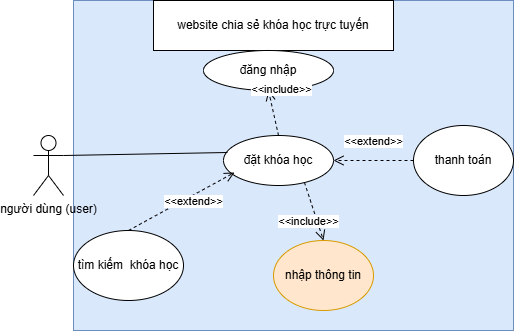 website chia sẻ khóa học trực tuyến
đăng nhập
<<include>>
<<extend>>
đặt khóa học
thanh toán
người dùng (user)
<<extend>>
<<include>>
tìm kiếm khóa học
nhập thông tin